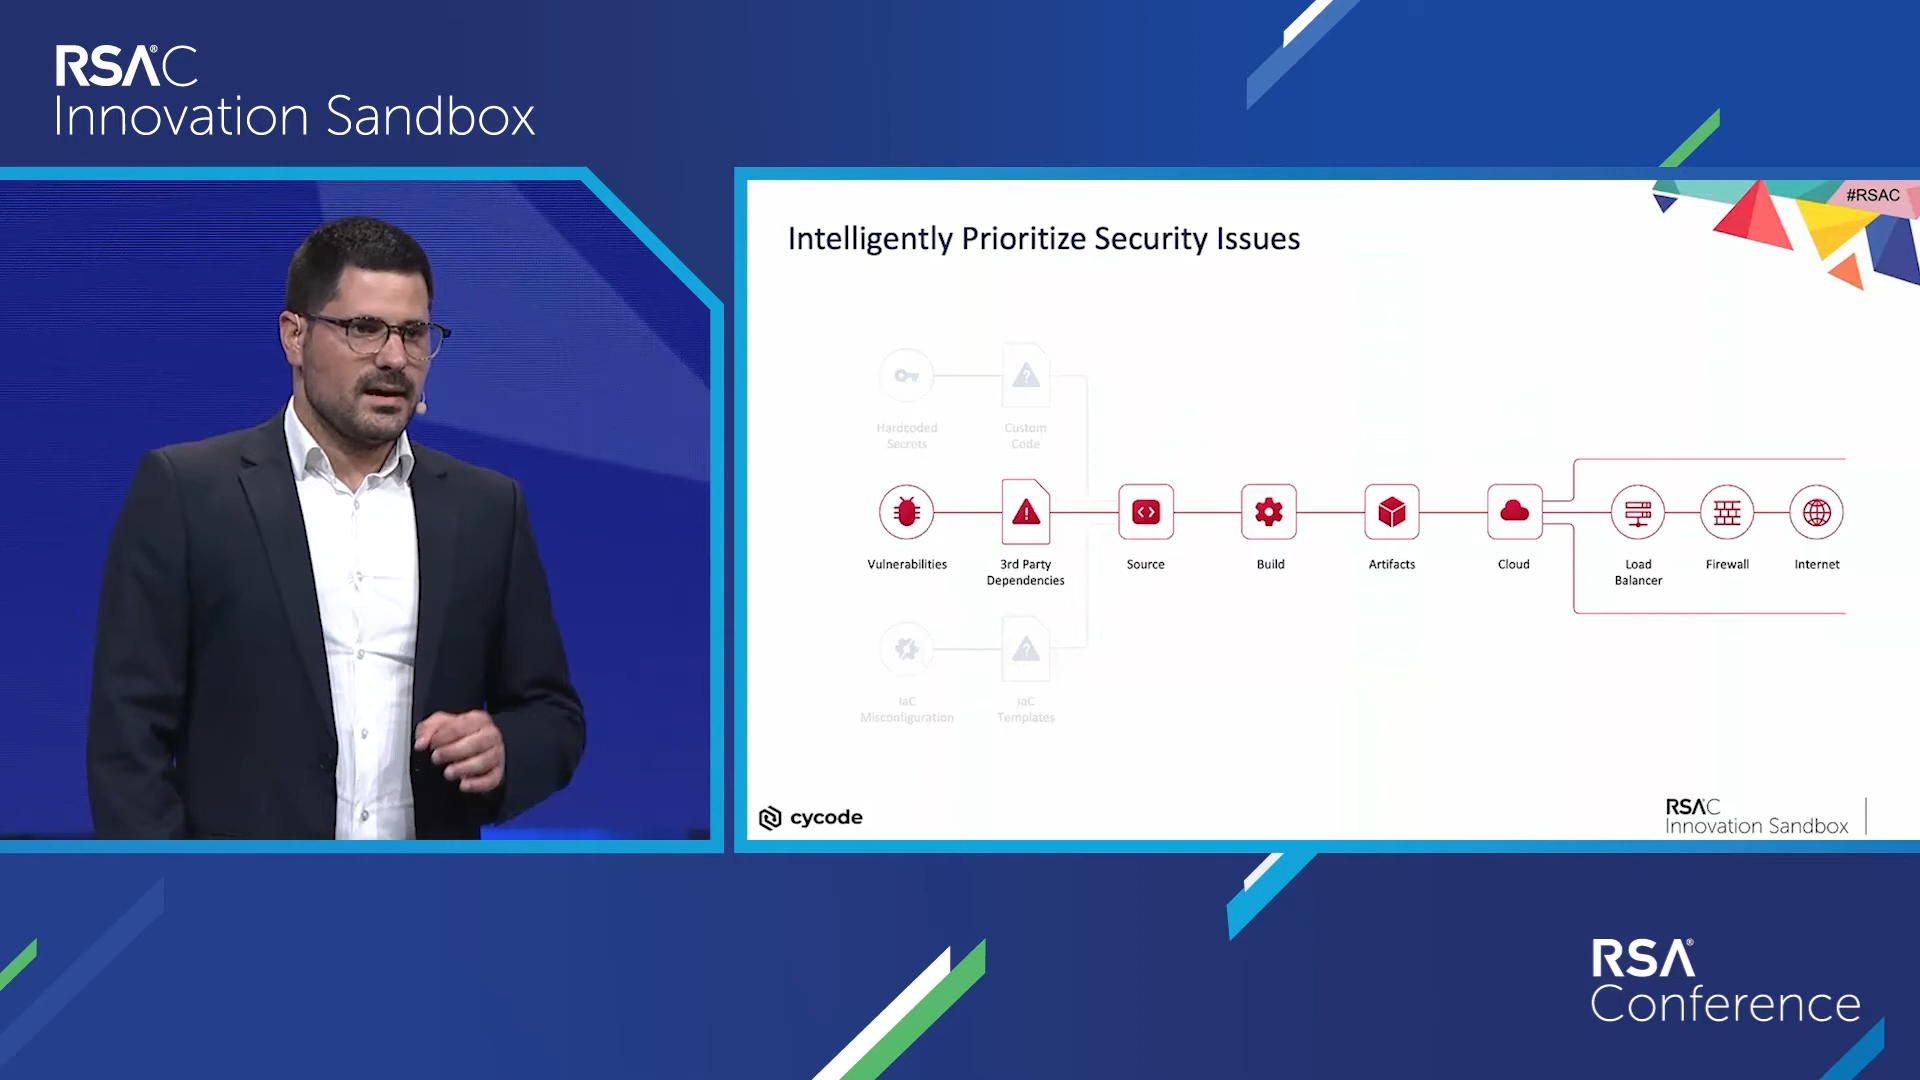 RSAC
Innovation Sandbox
#RSAC
Intelligently Prioritize Security Issues
Hardcoded
Secrets
Custom
Code
Vulnerabilities
3rd Party
Dependencies
Source
Build
Artifacts
Cloud
Load
Balancer
Firewall
Internet
IaC
Misconfiguration
IaC
Templates
cycode
RSAC
Innovation Sandbox
RSA®
Conference